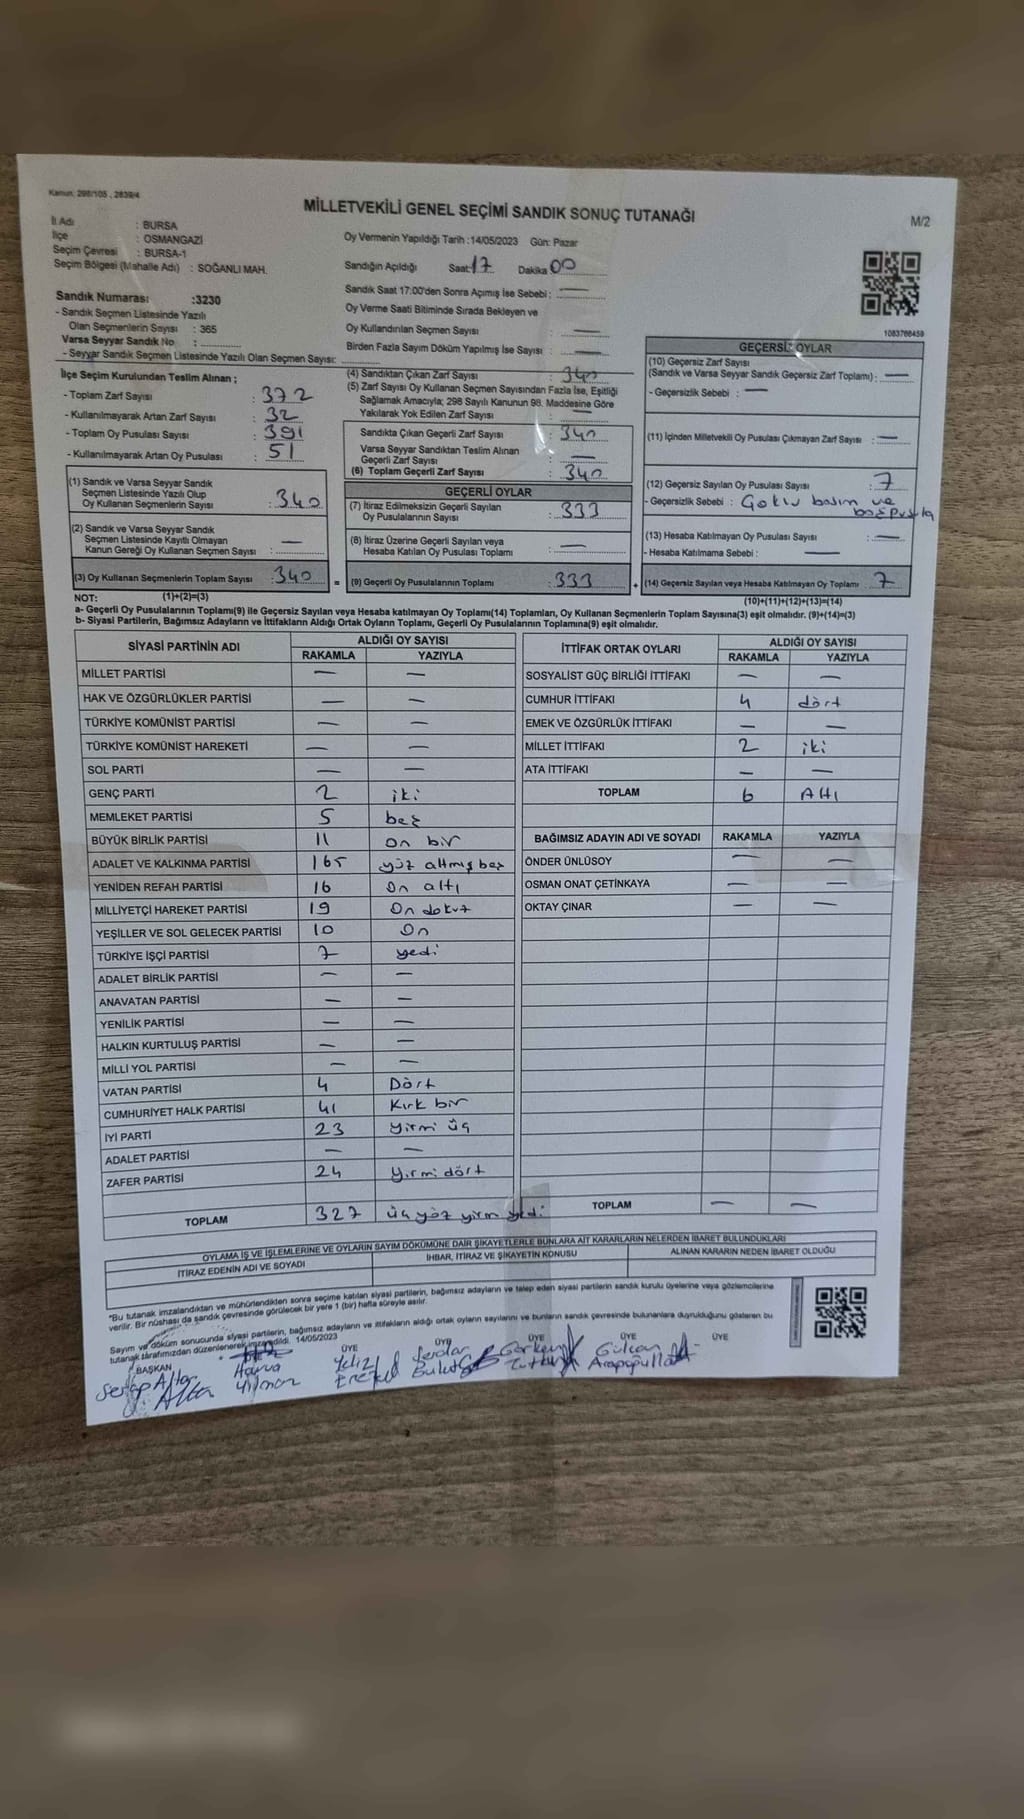 Kanun, 298/105 , 2839/4
MİLLETVEKİLİ GENEL SEÇİMİ SANDIK SONUÇ TUTANAĞI
M/2
İl Adı : BURSA
İlçe : OSMANGAZİ
Seçim Çevresi : BURSA-1
Seçim Bölgesi (Mahalle Adı) : SOĞANLI MAH.
Oy Vermenin Yapıldığı Tarih :14/05/2023 Gün: Pazar
Sandığın Açıldığı Saat: 17 Dakika 00
Sandık Saat 17:00'den Sonra Açımış İse Sebebi : —
Oy Verme Saati Bitiminde Sırada Bekleyen ve
Oy Kullandırılan Seçmen Sayısı : —
Birden Fazla Sayım Döküm Yapılmış İse Sayısı : —
Sandık Numarası :3230
- Sandık Seçmen Listesinde Yazılı
Olan Seçmenlerin Sayısı : 365
Varsa Seyyar Sandık No :
- Seyyar Sandık Seçmen Listesinde Yazılı Olan Seçmen Sayısı:
1083766459
İlçe Seçim Kurulundan Teslim Alınan :
- Toplam Zarf Sayısı : 372
- Kullanılmayarak Artan Zarf Sayısı : 32
- Toplam Oy Pusulası Sayısı : 391
- Kullanılmayarak Artan Oy Pusulası : 51
(4) Sandıktan Çıkan Zarf Sayısı : 340
(5) Zarf Sayısı Oy Kullanan Seçmen Sayısından Fazla İse, Eşitliği
Sağlamak Amacıyla; 298 Sayılı Kanunun 98. Maddesine Göre
Yakılarak Yok Edilen Zarf Sayısı : —
Sandıkta Çıkan Geçerli Zarf Sayısı : 340
Varsa Seyyar Sandıktan Teslim Alınan
Geçerli Zarf Sayısı : —
(6) Toplam Geçerli Zarf Sayısı : 340
GEÇERSİZ OYLAR
(10) Geçersiz Zarf Sayısı
(Sandık ve Varsa Seyyar Sandık Geçersiz Zarf Toplamı) : —
- Geçersizlik Sebebi : —
(11) İçinden Milletvekili Oy Pusulası Çıkmayan Zarf Sayısı : —
(12) Geçersiz Sayılan Oy Pusulası Sayısı : 7
- Geçersizlik Sebebi : Çoklu basım ve
(13) Hesaba Katılmayan Oy Pusulası Sayısı : —
- Hesaba Katılmama Sebebi : —
(14) Geçersiz Sayılan veya Hesaba Katılmayan Oy Toplamı : 7
(10)+(11)+(12)+(13)=(14)
(1) Sandık ve Varsa Seyyar Sandık
Seçmen Listesinde Yazılı Olup
Oy Kullanan Seçmenlerin Sayısı : 340
(2) Sandık ve Varsa Seyyar Sandık
Seçmen Listesinde Kayıtlı Olmayan
Kanun Gereği Oy Kullanan Seçmen Sayısı : —
(3) Oy Kullanan Seçmenlerin Toplam Sayısı : 340 =
GEÇERLİ OYLAR
(7) İtiraz Edilmeksizin Geçerli Sayılan
Oy Pusulalarının Sayısı : 333
(8) İtiraz Üzerine Geçerli Sayılan veya
Hesaba Katılan Oy Pusulası Toplamı : —
(9) Geçerli Oy Pusulalarının Toplamı : 333 +
NOT: (1)+(2)=(3)
a- Geçerli Oy Pusulalarının Toplamı(9) ile Geçersiz Sayılan veya Hesaba katılmayan Oy Toplamı(14) Toplamları, Oy Kullanan Seçmenlerin Toplam Sayısına(3) eşit olmalıdır. (9)+(14)=(3)
b- Siyasi Partilerin, Bağımsız Adayların ve İttifakların Aldığı Ortak Oyların Toplamı, Geçerli Oy Pusulalarının Toplamına(9) eşit olmalıdır.
SİYASİ PARTİNİN ADI ALDIĞI OY SAYISI
RAKAMLA YAZIYLA
MİLLET PARTİSİ — —
HAK VE ÖZGÜRLÜKLER PARTİSİ — —
TÜRKİYE KOMÜNİST PARTİSİ — —
TÜRKİYE KOMÜNİST HAREKETİ — —
SOL PARTİ — —
GENÇ PARTİ 2 iki
MEMLEKET PARTİSİ 5 beş
BÜYÜK BİRLİK PARTİSİ 11 On bir
ADALET VE KALKINMA PARTİSİ 165 yüz altmış beş
YENİDEN REFAH PARTİSİ 16 On altı
MİLLİYETÇİ HAREKET PARTİSİ 19 On dokuz
YEŞİLLER VE SOL GELECEK PARTİSİ 10 On
TÜRKİYE İŞÇİ PARTİSİ 7 yedi
ADALET BİRLİK PARTİSİ — —
ANAVATAN PARTİSİ — —
YENİLİK PARTİSİ — —
HALKIN KURTULUŞ PARTİSİ — —
MİLLİ YOL PARTİSİ — —
VATAN PARTİSİ 4 Dört
CUMHURİYET HALK PARTİSİ 41 Kırk bir
İYİ PARTİ 23 yirmi üç
ADALET PARTİSİ — —
ZAFER PARTİSİ 24 yirmi dört
TOPLAM 327 üç yüz yirmi yedi
İTTİFAK ORTAK OYLARI ALDIĞI OY SAYISI
RAKAMLA YAZIYLA
SOSYALİST GÜÇ BİRLİĞİ İTTİFAKI — —
CUMHUR İTTİFAKI 4 dört
EMEK VE ÖZGÜRLÜK İTTİFAKI — —
MİLLET İTTİFAKI 2 iki
ATA İTTİFAKI — —
TOPLAM 6 Altı
BAĞIMSIZ ADAYIN ADI VE SOYADI RAKAMLA YAZIYLA
ÖNDER ÜNLÜSOY — —
OSMAN ONAT ÇETİNKAYA — —
OKTAY ÇINAR — —
TOPLAM — —
OYLAMA İŞ VE İŞLEMLERİNE VE OYLARIN SAYIM DÖKÜMÜNE DAİR ŞİKAYETLERLE BUNLARA AİT KARARLARIN NELERDEN İBARET BULUNDUKLARI
İTİRAZ EDENİN ADI VE SOYADI İHBAR, İTİRAZ VE ŞİKAYETİN KONUSU ALINAN KARARIN NEDEN İBARET OLDUĞU
*Bu tutanak imzalandıktan ve mühürlendikten sonra seçime katılan siyasi partilerin, bağımsız adayların ve talep eden siyasi partilerin sandık kurulu üyelerine veya gözlemcilerine
verilir. Bir nüshası da sandık çevresinde görülecek bir yere 1 (bir) hafta süreyle asılır.
Sayım ve döküm sonucunda siyasi partilerin, bağımsız adayların ve ittifakların aldığı ortak oyların sayılarını ve bunların sandık çevresinde bulunanlara duyrulduğunu gösteren bu
tutanak tarafımızdan düzenlenerek imza edildi. 14/05/2023
BAŞKAN ÜYE ÜYE ÜYE ÜYE ÜYE
Serap Altan Yılmaz Yeliz Serdar Bulut Görkem Gülcan